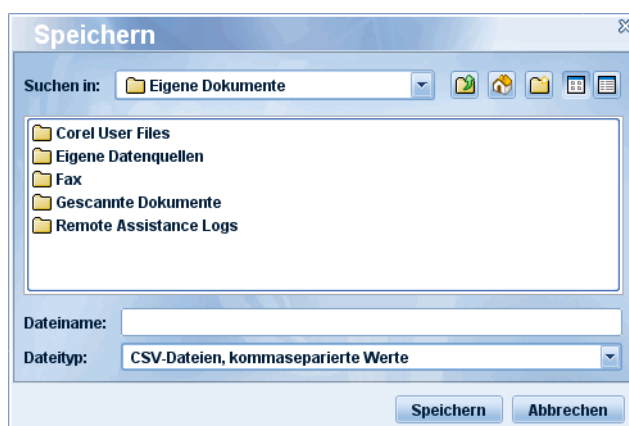 Speichern
Suchen in: Eigene Dokumente
Corel User Files
Eigene Datenquellen
Fax
Gescannte Dokumente
Remote Assistance Logs
Dateiname:
Dateityp: CSV-Dateien, kommaseparierte Werte
Speichern Abbrechen